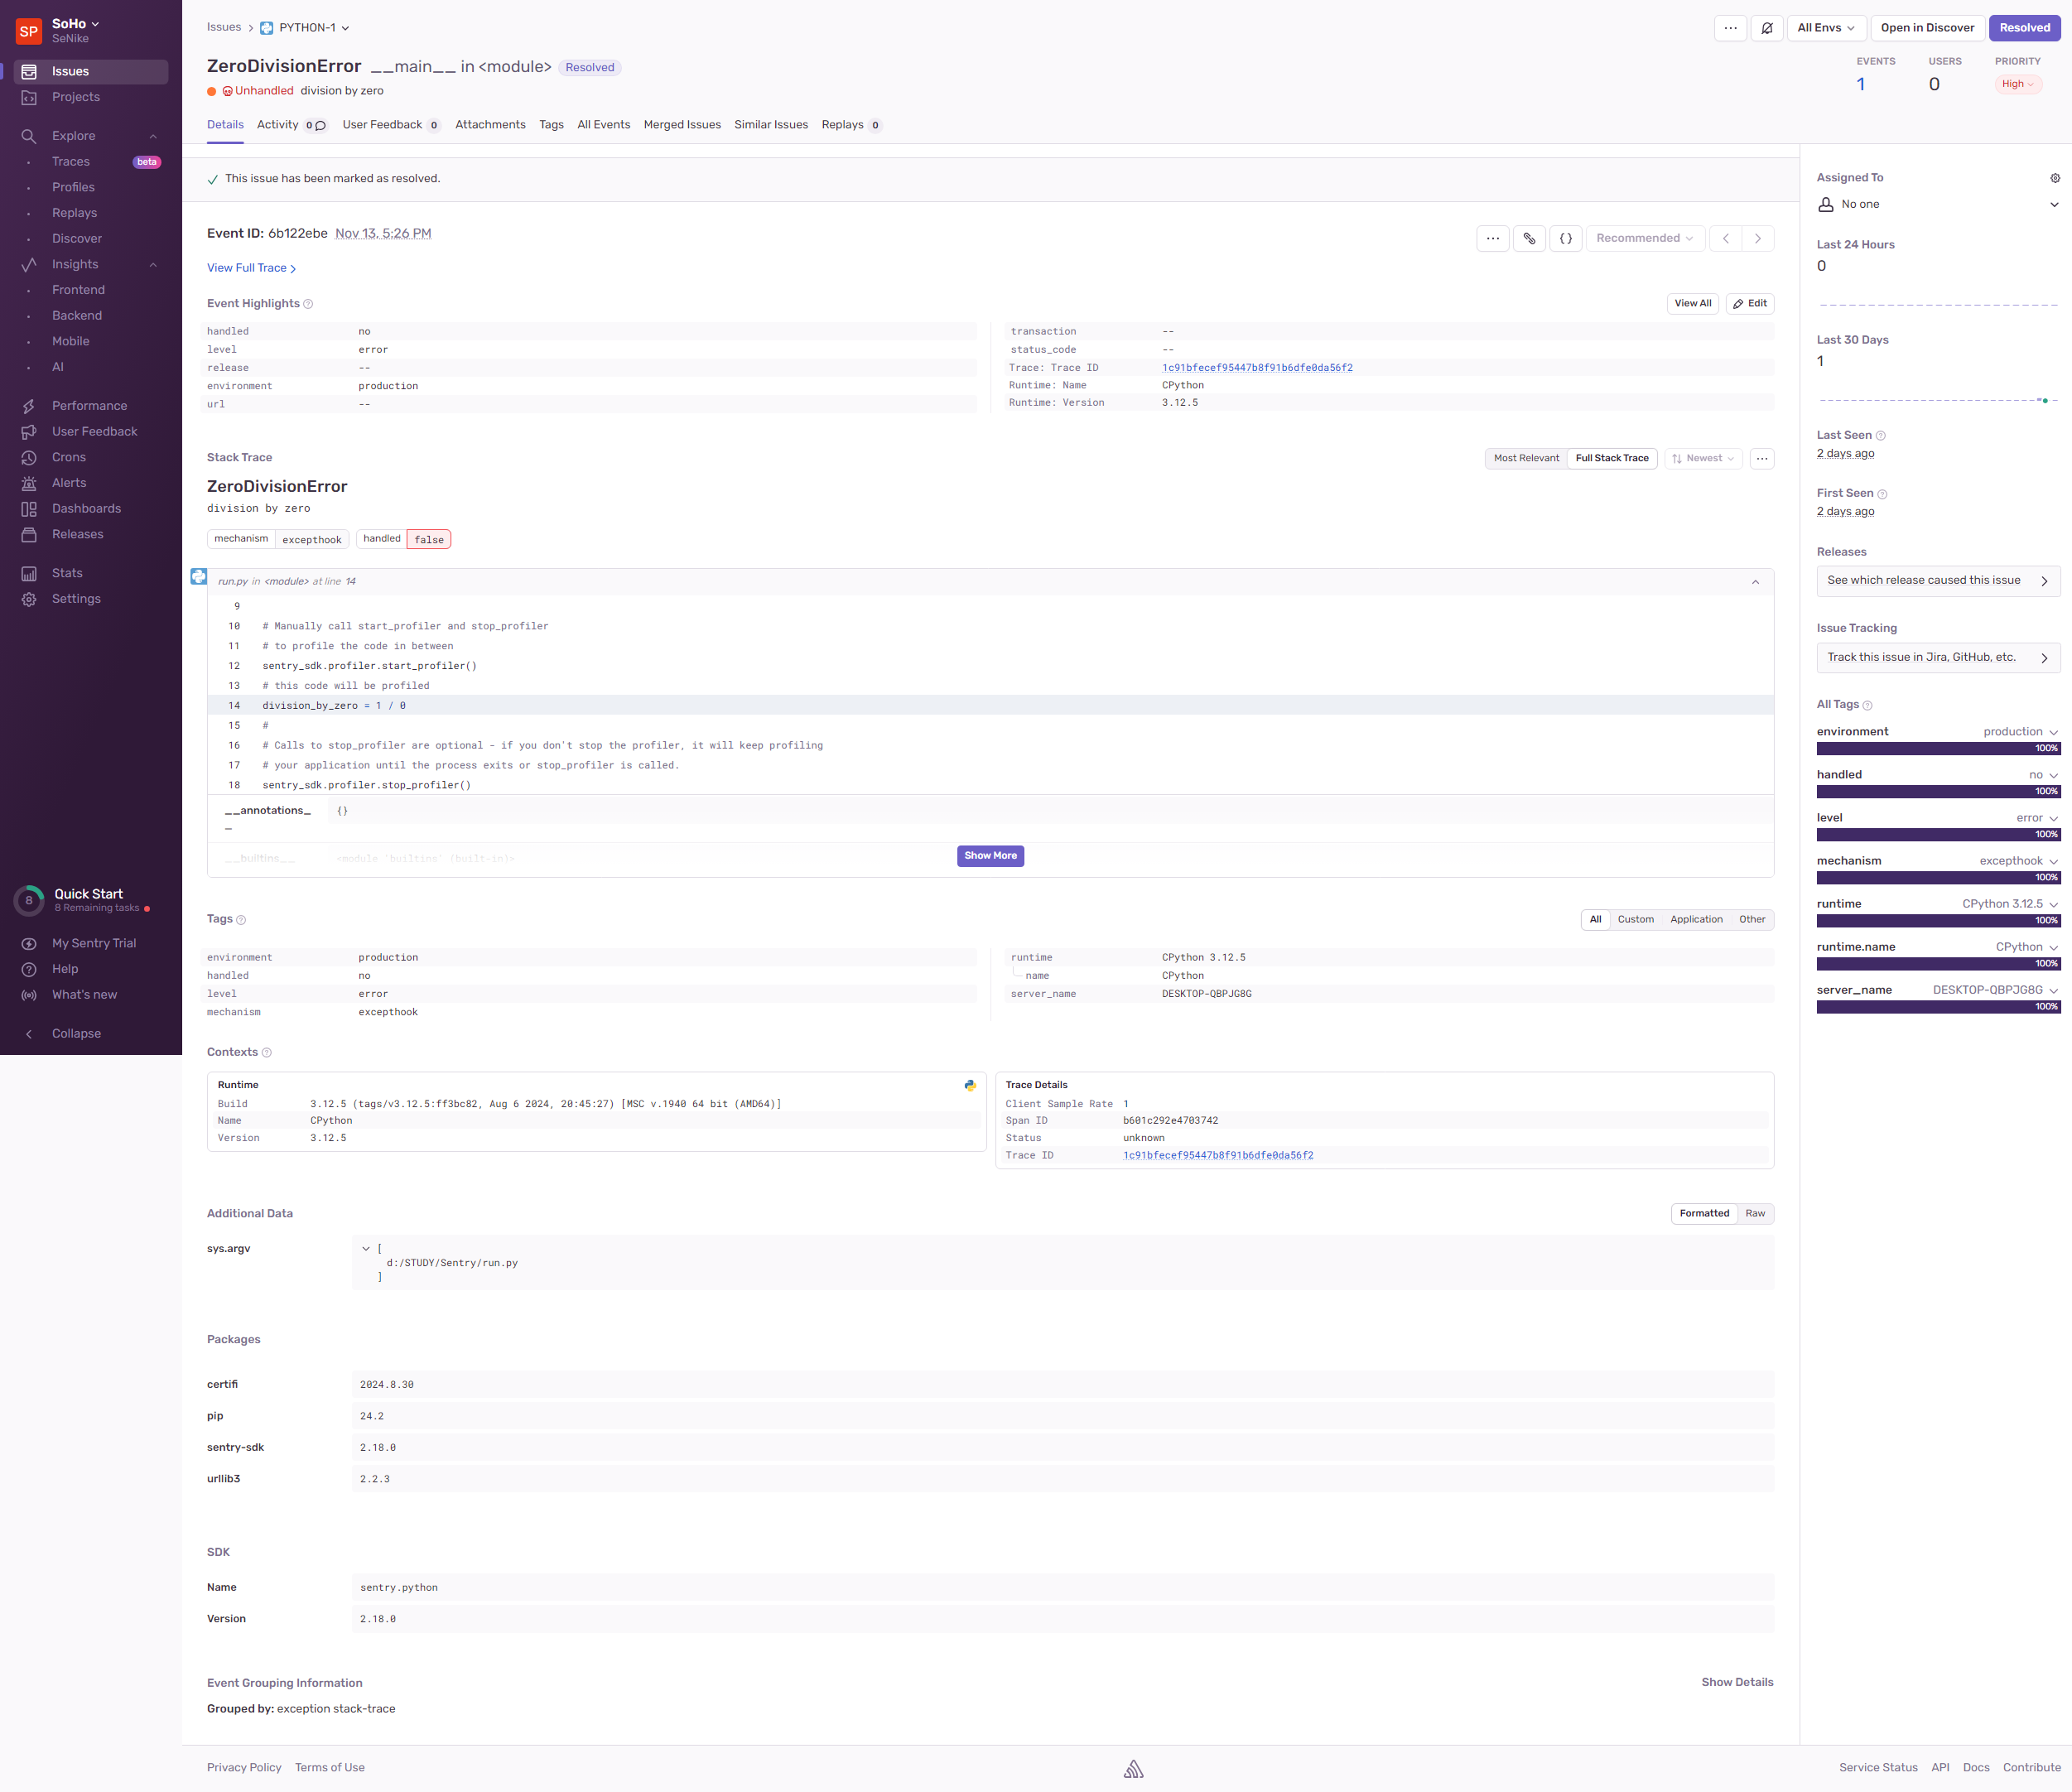 SP
SoHo
SeNike
Issues
Projects
Explore
Traces beta
Profiles
Replays
Discover
Insights
Frontend
Backend
Mobile
AI
Performance
User Feedback
Crons
Alerts
Dashboards
Releases
Stats
Settings
8
Quick Start
8 Remaining tasks
My Sentry Trial
Help
What's new
Collapse
Issues > PYTHON-1
All Envs
Open in Discover
Resolved
ZeroDivisionError __main__ in <module> Resolved
Unhandled division by zero
EVENTS USERS PRIORITY
1 0 High
Details Activity 0 User Feedback 0 Attachments Tags All Events Merged Issues Similar Issues Replays 0
This issue has been marked as resolved.
Event ID: 6b122ebe Nov 13, 5:26 PM
··· {} Recommended
View Full Trace
Event Highlights
View All Edit
handled no
level error
release --
environment production
url --
transaction --
status_code --
Trace: Trace ID 1c91bfecef95447b8f91b6dfe0da56f2
Runtime: Name CPython
Runtime: Version 3.12.5
Stack Trace
Most Relevant Full Stack Trace Newest ···
ZeroDivisionError
division by zero
mechanism excepthook handled false
run.py in <module> at line 14
9
10 # Manually call start_profiler and stop_profiler
11 # to profile the code in between
12 sentry_sdk.profiler.start_profiler()
13 # this code will be profiled
14 division_by_zero = 1 / 0
15 #
16 # Calls to stop_profiler are optional - if you don't stop the profiler, it will keep profiling
17 # your application until the process exits or stop_profiler is called.
18 sentry_sdk.profiler.stop_profiler()
__annotations_ {}
_
__builtins__ <module 'builtins' (built-in)>
Show More
Tags
All Custom Application Other
environment production
handled no
level error
mechanism excepthook
runtime CPython 3.12.5
name CPython
server_name DESKTOP-QBPJG8G
Contexts
Runtime
Build 3.12.5 (tags/v3.12.5:ff3bc82, Aug 6 2024, 20:45:27) [MSC v.1940 64 bit (AMD64)]
Name CPython
Version 3.12.5
Trace Details
Client Sample Rate 1
Span ID b601c292e4703742
Status unknown
Trace ID 1c91bfecef95447b8f91b6dfe0da56f2
Additional Data
Formatted Raw
sys.argv [
d:/STUDY/Sentry/run.py
]
Packages
certifi 2024.8.30
pip 24.2
sentry-sdk 2.18.0
urllib3 2.2.3
SDK
Name sentry.python
Version 2.18.0
Event Grouping Information
Show Details
Grouped by: exception stack-trace
Assigned To
No one
Last 24 Hours
0
Last 30 Days
1
Last Seen
2 days ago
First Seen
2 days ago
Releases
See which release caused this issue
Issue Tracking
Track this issue in Jira, GitHub, etc.
All Tags
environment production
100%
handled no
100%
level error
100%
mechanism excepthook
100%
runtime CPython 3.12.5
100%
runtime.name CPython
100%
server_name DESKTOP-QBPJG8G
100%
Privacy Policy Terms of Use
Service Status API Docs Contribute